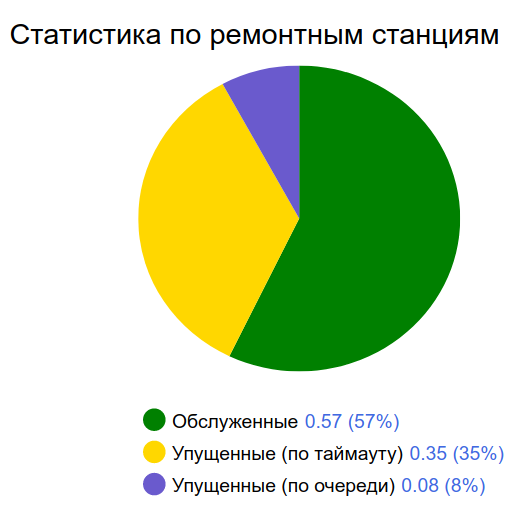 Статистика по ремонтным станциям
Обслуженные 0.57 (57%)
Упущенные (по таймауту) 0.35 (35%)
Упущенные (по очереди) 0.08 (8%)